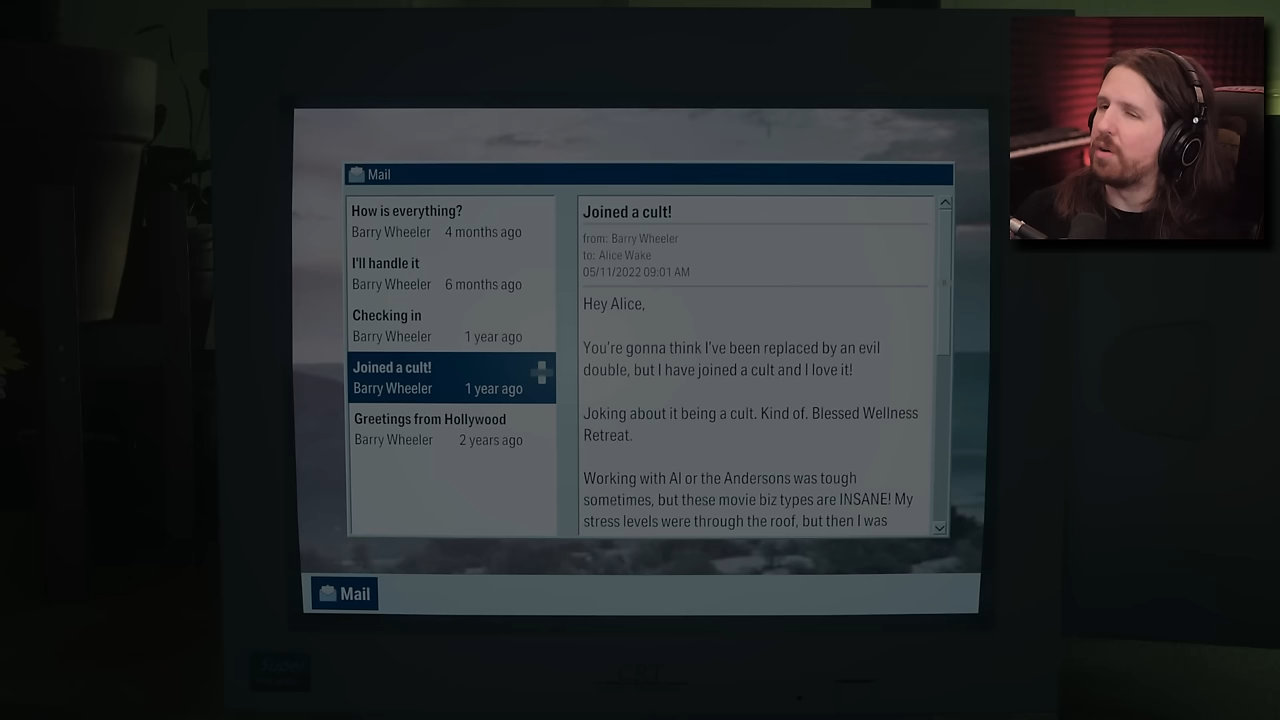 Mail
How is everything?
Barry Wheeler 4 months ago
I'll handle it
Barry Wheeler 6 months ago
Checking in
Barry Wheeler 1 year ago
Joined a cult!
Barry Wheeler 1 year ago
Greetings from Hollywood
Barry Wheeler 2 years ago
Joined a cult!
from: Barry Wheeler
to: Alice Wake
05/11/2022 09:01 AM
Hey Alice,
You're gonna think I've been replaced by an evil
double, but I have joined a cult and I love it!
Joking about it being a cult. Kind of. Blessed Wellness
Retreat.
Working with Al or the Andersons was tough
sometimes, but these movie biz types are INSANE! My
stress levels were through the roof, but then I was
Mail
CRT